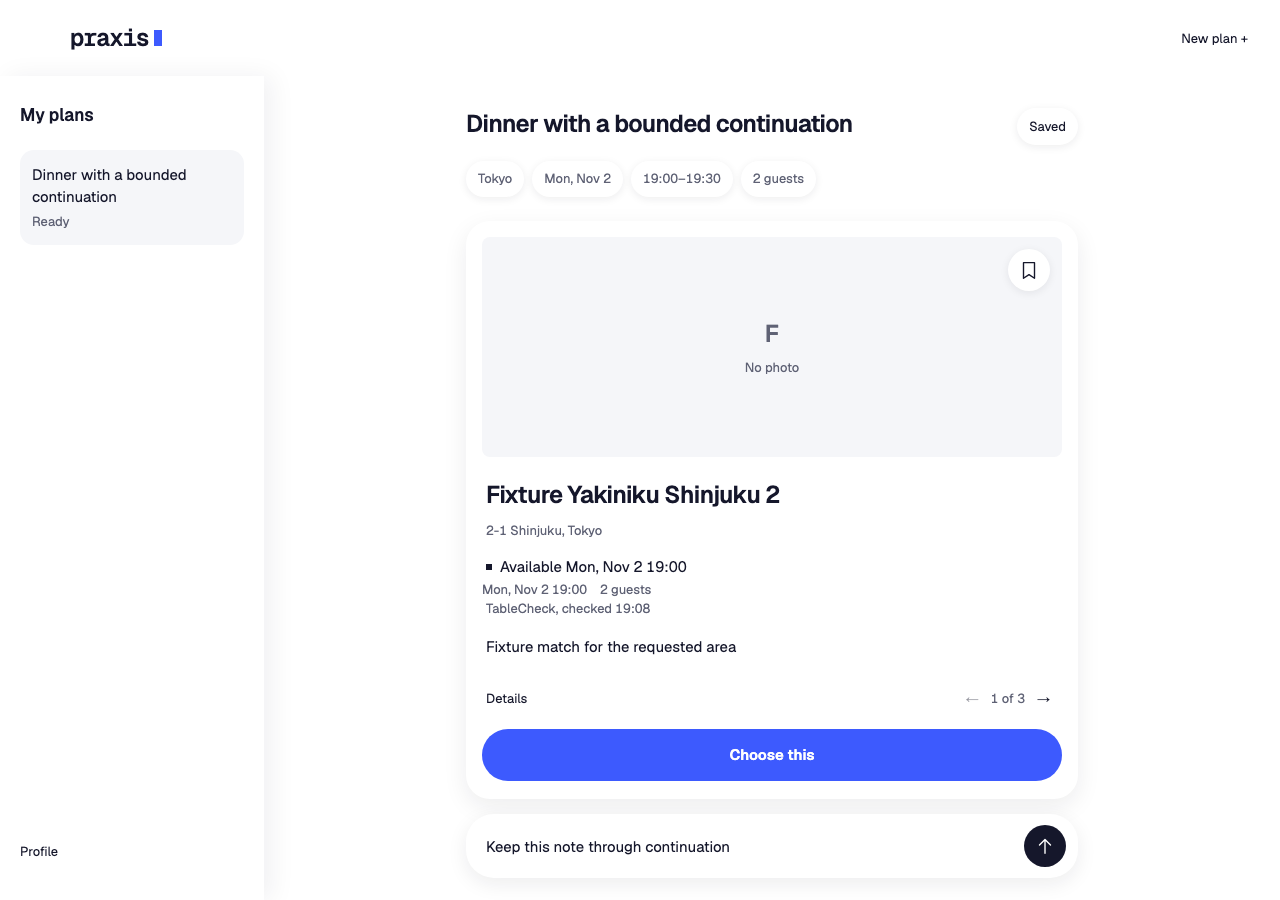 praxis
New plan +
My plans
Dinner with a bounded
continuation
Ready
Profile
Dinner with a bounded continuation
Saved
Tokyo
Mon, Nov 2
19:00–19:30
2 guests
F
No photo
Fixture Yakiniku Shinjuku 2
2-1 Shinjuku, Tokyo
Available Mon, Nov 2 19:00
Mon, Nov 2 19:00 2 guests
TableCheck, checked 19:08
Fixture match for the requested area
Details
← 1 of 3 →
Choose this
Keep this note through continuation